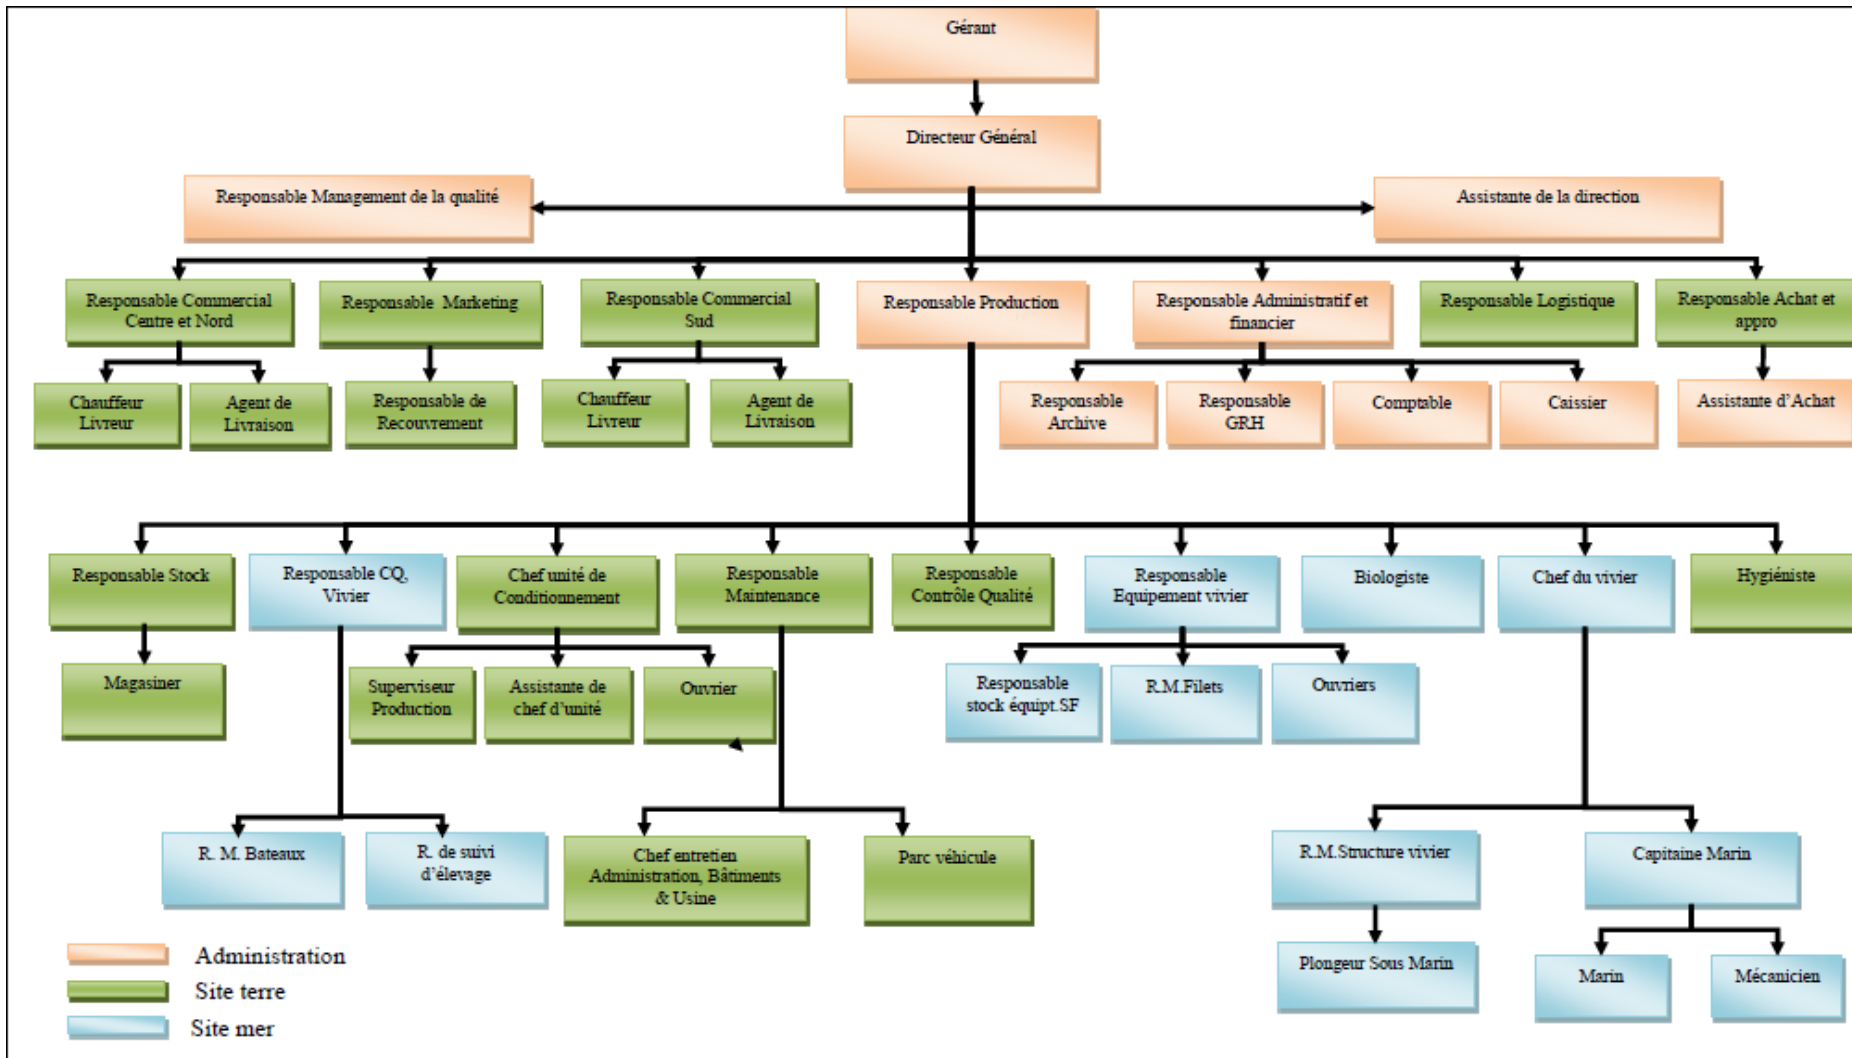 Gérant
Directeur Général
Responsable Management de la qualité
Assistante de la direction
Responsable Commercial
Centre et Nord
Responsable Marketing
Responsable Commercial
Sud
Responsable Production
Responsable Administratif et
financier
Responsable Logistique
Responsable Achat et
appro
Chauffeur
Livreur
Agent de
Livraison
Responsable de
Recouvrement
Chauffeur
Livreur
Agent de
Livraison
Responsable
Archive
Responsable
GRH
Comptable
Caissier
Assistante d'Achat
Responsable Stock
Responsable CQ,
Vivier
Chef unité de
Conditionnement
Responsable
Maintenance
Responsable
Contrôle Qualité
Responsable
Equipement vivier
Biologiste
Chef du vivier
Hygiéniste
Magasiner
Superviseur
Production
Assistante de
chef d'unité
Ouvrier
Responsable
stock équipt.SF
R.M.Filets
Ouvriers
R. M. Bateaux
R. de suivi
d'élevage
Chef entretien
Administration, Bâtiments
& Usine
Parc véhicule
R.M.Structure vivier
Capitaine Marin
Plongeur Sous Marin
Marin
Mécanicien
Administration
Site terre
Site mer